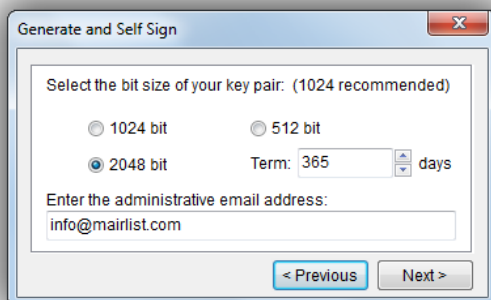 Generate and Self Sign
Select the bit size of your key pair: (1024 recommended)
1024 bit 512 bit
2048 bit Term: 365 days
Enter the administrative email address:
info@mairlist.com
< Previous Next >